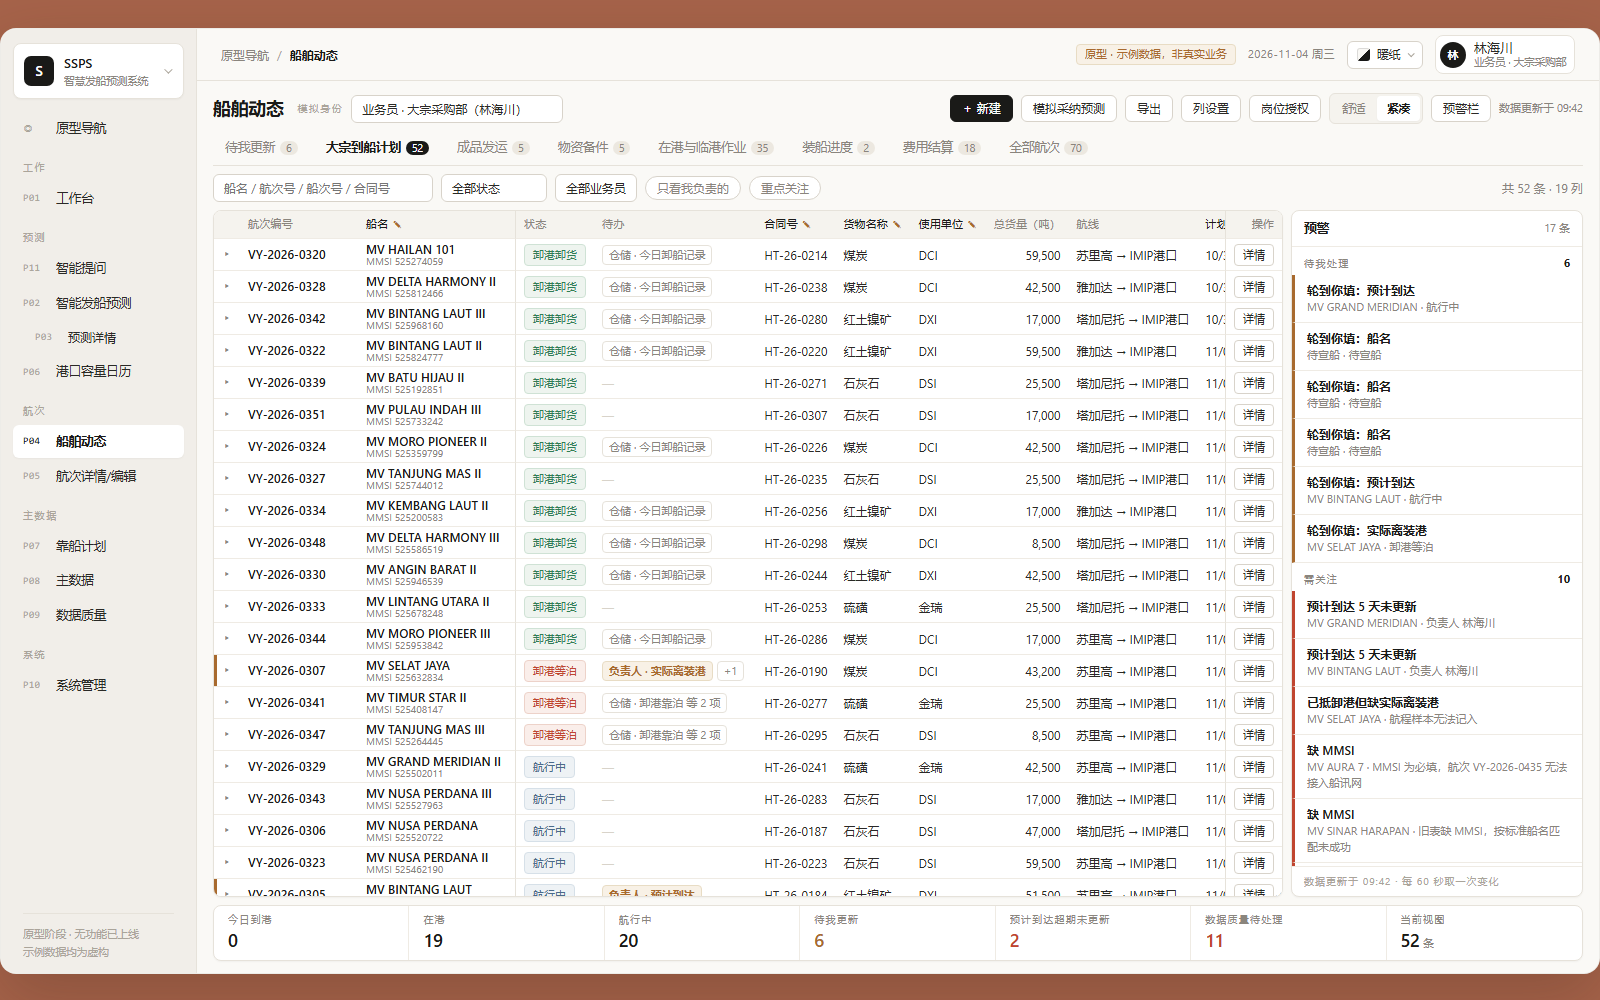 S
SSPS
智慧发船预测系统
原型导航
工作
P01 工作台
预测
P11 智能提问
P02 智能发船预测
P03 预测详情
P06 港口容量日历
航次
P04 船舶动态
P05 航次详情/编辑
主数据
P07 靠船计划
P08 主数据
P09 数据质量
系统
P10 系统管理
原型阶段 · 无功能已上线
示例数据均为虚构
原型导航 / 船舶动态
原型 · 示例数据，非真实业务
2026-11-04 周三
暖纸
林
林海川
业务员 · 大宗采购部
船舶动态 模拟身份 业务员 · 大宗采购部（林海川）
+ 新建 模拟采纳预测 导出 列设置 岗位授权 舒适 紧凑 预警栏 数据更新于 09:42
待我更新 6 大宗到船计划 52 成品发运 5 物资备件 5 在港与临港作业 35 装船进度 2 费用结算 18 全部航次 70
船名 / 航次号 / 船次号 / 合同号 全部状态 全部业务员 只看我负责的 重点关注 共 52 条 · 19 列
航次编号 船名 状态 待办 合同号 货物名称 使用单位 总货量（吨） 航线 计划 操作
VY-2026-0320 MV HAILAN 101 卸港卸货 仓储 · 今日卸船记录 HT-26-0214 煤炭 DCI 59,500 苏里高 → IMIP港口 详情
MMSI 525274059
VY-2026-0328 MV DELTA HARMONY II 卸港卸货 仓储 · 今日卸船记录 HT-26-0238 煤炭 DCI 42,500 雅加达 → IMIP港口 详情
MMSI 525812466
VY-2026-0342 MV BINTANG LAUT III 卸港卸货 仓储 · 今日卸船记录 HT-26-0280 红土镍矿 DXI 17,000 塔加尼托 → IMIP港口 详情
MMSI 525968160
VY-2026-0322 MV BINTANG LAUT II 卸港卸货 仓储 · 今日卸船记录 HT-26-0220 红土镍矿 DXI 59,500 雅加达 → IMIP港口 详情
MMSI 525824777
VY-2026-0339 MV BATU HIJAU II 卸港卸货 — HT-26-0271 石灰石 DSI 25,500 塔加尼托 → IMIP港口 详情
MMSI 525192851
VY-2026-0351 MV PULAU INDAH III 卸港卸货 — HT-26-0307 石灰石 DSI 17,000 塔加尼托 → IMIP港口 详情
MMSI 525733242
VY-2026-0324 MV MORO PIONEER II 卸港卸货 仓储 · 今日卸船记录 HT-26-0226 煤炭 DCI 42,500 塔加尼托 → IMIP港口 详情
MMSI 525359799
VY-2026-0327 MV TANJUNG MAS II 卸港卸货 — HT-26-0235 石灰石 DSI 25,500 塔加尼托 → IMIP港口 详情
MMSI 525744012
VY-2026-0334 MV KEMBANG LAUT II 卸港卸货 仓储 · 今日卸船记录 HT-26-0256 红土镍矿 DXI 17,000 雅加达 → IMIP港口 详情
MMSI 525200583
VY-2026-0348 MV DELTA HARMONY III 卸港卸货 仓储 · 今日卸船记录 HT-26-0298 煤炭 DCI 8,500 苏里高 → IMIP港口 详情
MMSI 525586519
VY-2026-0330 MV ANGIN BARAT II 卸港卸货 仓储 · 今日卸船记录 HT-26-0244 红土镍矿 DXI 42,500 塔加尼托 → IMIP港口 详情
MMSI 525946539
VY-2026-0333 MV LINTANG UTARA II 卸港卸货 — HT-26-0253 硫磺 金瑞 25,500 塔加尼托 → IMIP港口 详情
MMSI 525678248
VY-2026-0344 MV MORO PIONEER III 卸港卸货 仓储 · 今日卸船记录 HT-26-0286 煤炭 DCI 17,000 苏里高 → IMIP港口 详情
MMSI 525953842
VY-2026-0307 MV SELAT JAYA 卸港等泊 负责人 · 实际离装港 +1 HT-26-0190 煤炭 DCI 43,200 苏里高 → IMIP港口 详情
MMSI 525632834
VY-2026-0341 MV TIMUR STAR II 卸港等泊 仓储 · 卸港靠泊 等 2 项 HT-26-0277 硫磺 金瑞 25,500 苏里高 → IMIP港口 详情
MMSI 525408147
VY-2026-0347 MV TANJUNG MAS III 卸港等泊 仓储 · 卸港靠泊 等 2 项 HT-26-0295 石灰石 DSI 8,500 苏里高 → IMIP港口 详情
MMSI 525264445
VY-2026-0329 MV GRAND MERIDIAN II 航行中 — HT-26-0241 硫磺 金瑞 42,500 苏里高 → IMIP港口 详情
MMSI 525502011
VY-2026-0343 MV NUSA PERDANA III 航行中 — HT-26-0283 石灰石 DSI 17,000 雅加达 → IMIP港口 详情
MMSI 525527963
VY-2026-0306 MV NUSA PERDANA 航行中 — HT-26-0187 石灰石 DSI 47,000 塔加尼托 → IMIP港口 详情
MMSI 525520722
VY-2026-0323 MV NUSA PERDANA II 航行中 — HT-26-0223 石灰石 DSI 59,500 苏里高 → IMIP港口 详情
MMSI 525462190
VY-2026-0305 MV BINTANG LAUT 航行中 负责人 · 预计到达 HT-26-0184 红土镍矿 DXI 51,500 苏里高 → IMIP港口 详情
预警 17 条
待我处理 6
轮到你填：预计到达
MV GRAND MERIDIAN · 航行中
轮到你填：船名
待宣船 · 待宣船
轮到你填：船名
待宣船 · 待宣船
轮到你填：船名
待宣船 · 待宣船
轮到你填：预计到达
MV BINTANG LAUT · 航行中
轮到你填：实际离装港
MV SELAT JAYA · 卸港等泊
需关注 10
预计到达 5 天未更新
MV GRAND MERIDIAN · 负责人 林海川
预计到达 5 天未更新
MV BINTANG LAUT · 负责人 林海川
已抵卸港但缺实际离装港
MV SELAT JAYA · 航程样本无法记入
缺 MMSI
MV AURA 7 · MMSI 为必填，航次 VY-2026-0435 无法
接入船讯网
缺 MMSI
MV SINAR HARAPAN · 旧表缺 MMSI，按标准船名匹
配未成功
数据更新于 09:42 · 每 60 秒取一次变化
今日到港 在港 航行中 待我更新 预计到达超期未更新 数据质量待处理 当前视图
0 19 20 6 2 11 52 条